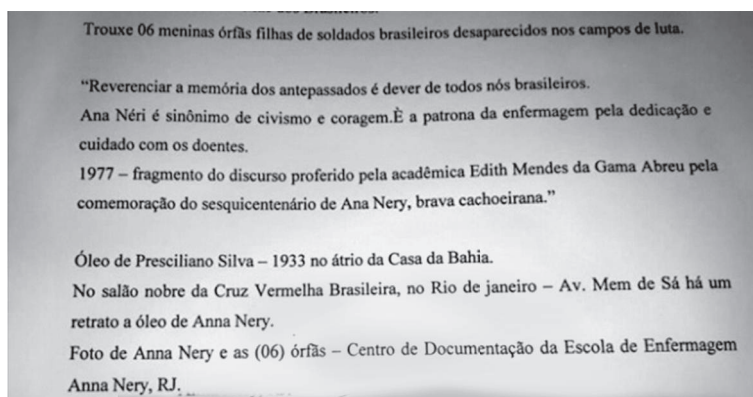 Trouxe 06 meninas órfãs filhas de soldados brasileiros desaparecidos nos campos de luta.
“Reverenciar a memória dos antepassados é dever de todos nós brasileiros.
Ana Néri é sinônimo de civismo e coragem.È a patrona da enfermagem pela dedicação e
cuidado com os doentes.
1977 – fragmento do discurso proferido pela acadêmica Edith Mendes da Gama Abreu pela
comemoração do sesquicentenário de Ana Nery, brava cachoeirana.”
Óleo de Presciliano Silva – 1933 no átrio da Casa da Bahia.
No salão nobre da Cruz Vermelha Brasileira, no Rio de janeiro – Av. Mem de Sá há um
retrato a óleo de Anna Nery.
Foto de Anna Nery e as (06) órfãs – Centro de Documentação da Escola de Enfermagem
Anna Nery, RJ.